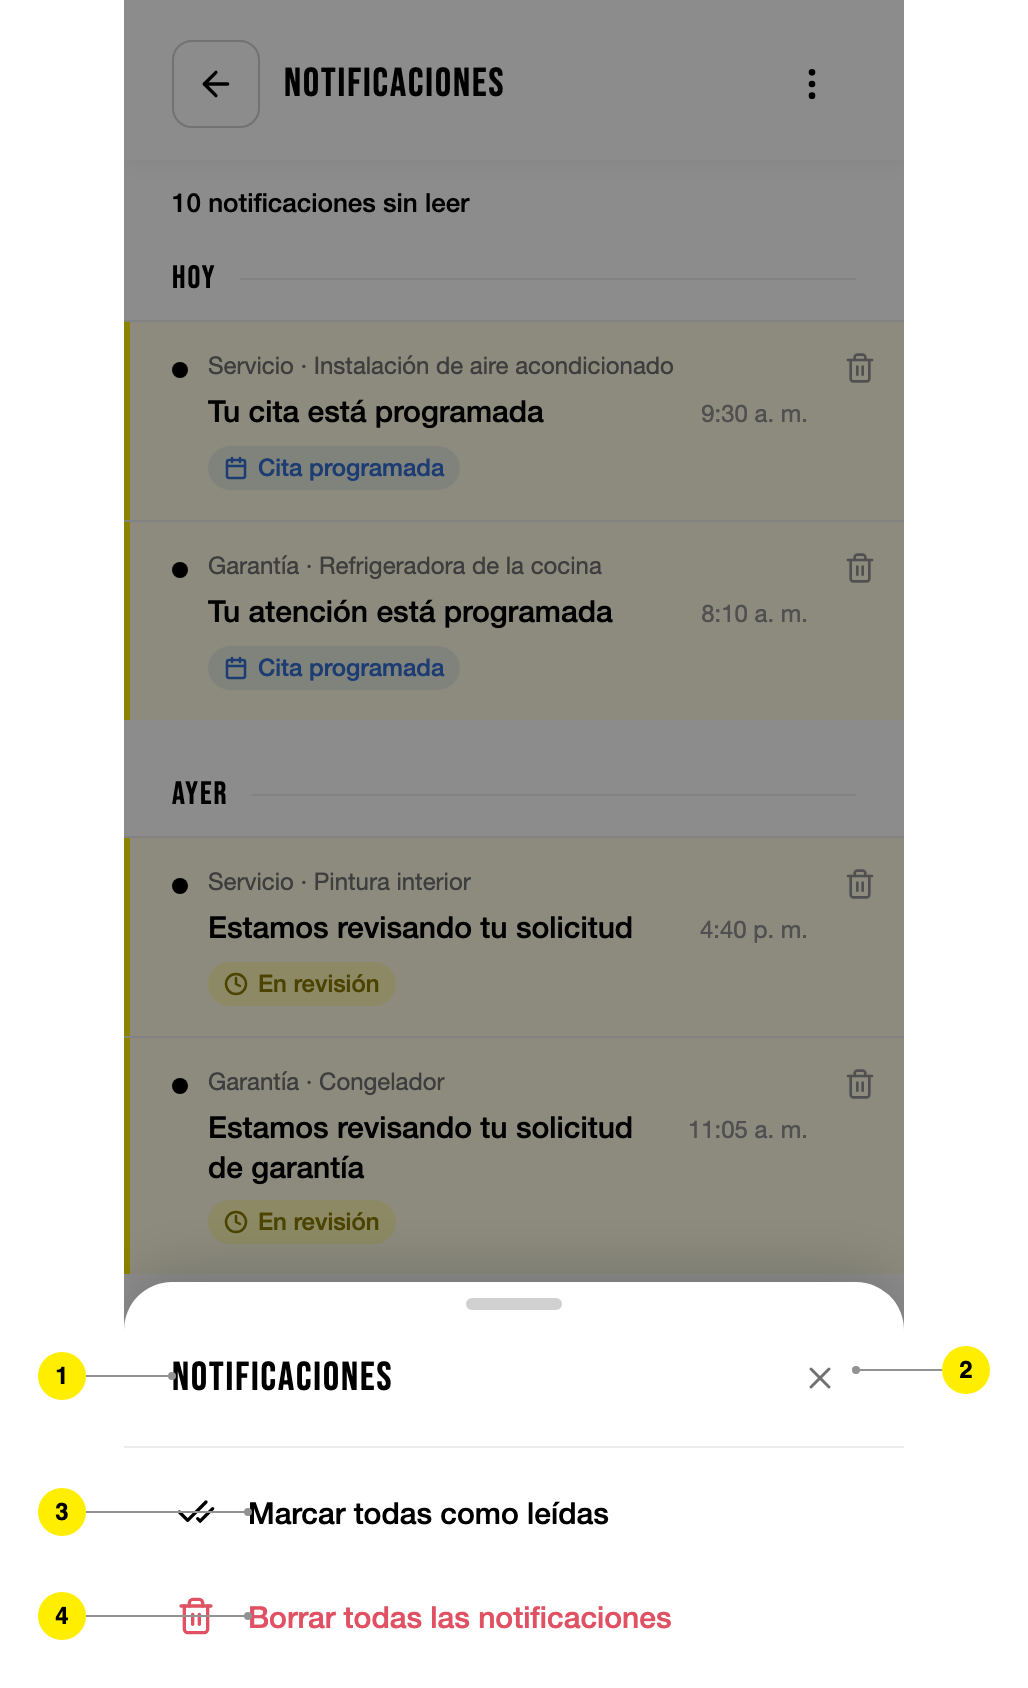 NOTIFICACIONES
10 notificaciones sin leer
HOY
Servicio · Instalación de aire acondicionado
Tu cita está programada 9:30 a. m.
Cita programada
Garantía · Refrigeradora de la cocina
Tu atención está programada 8:10 a. m.
Cita programada
AYER
Servicio · Pintura interior
Estamos revisando tu solicitud 4:40 p. m.
En revisión
Garantía · Congelador
Estamos revisando tu solicitud 11:05 a. m.
de garantía
En revisión
1 NOTIFICACIONES 2
3 Marcar todas como leídas
4 Borrar todas las notificaciones